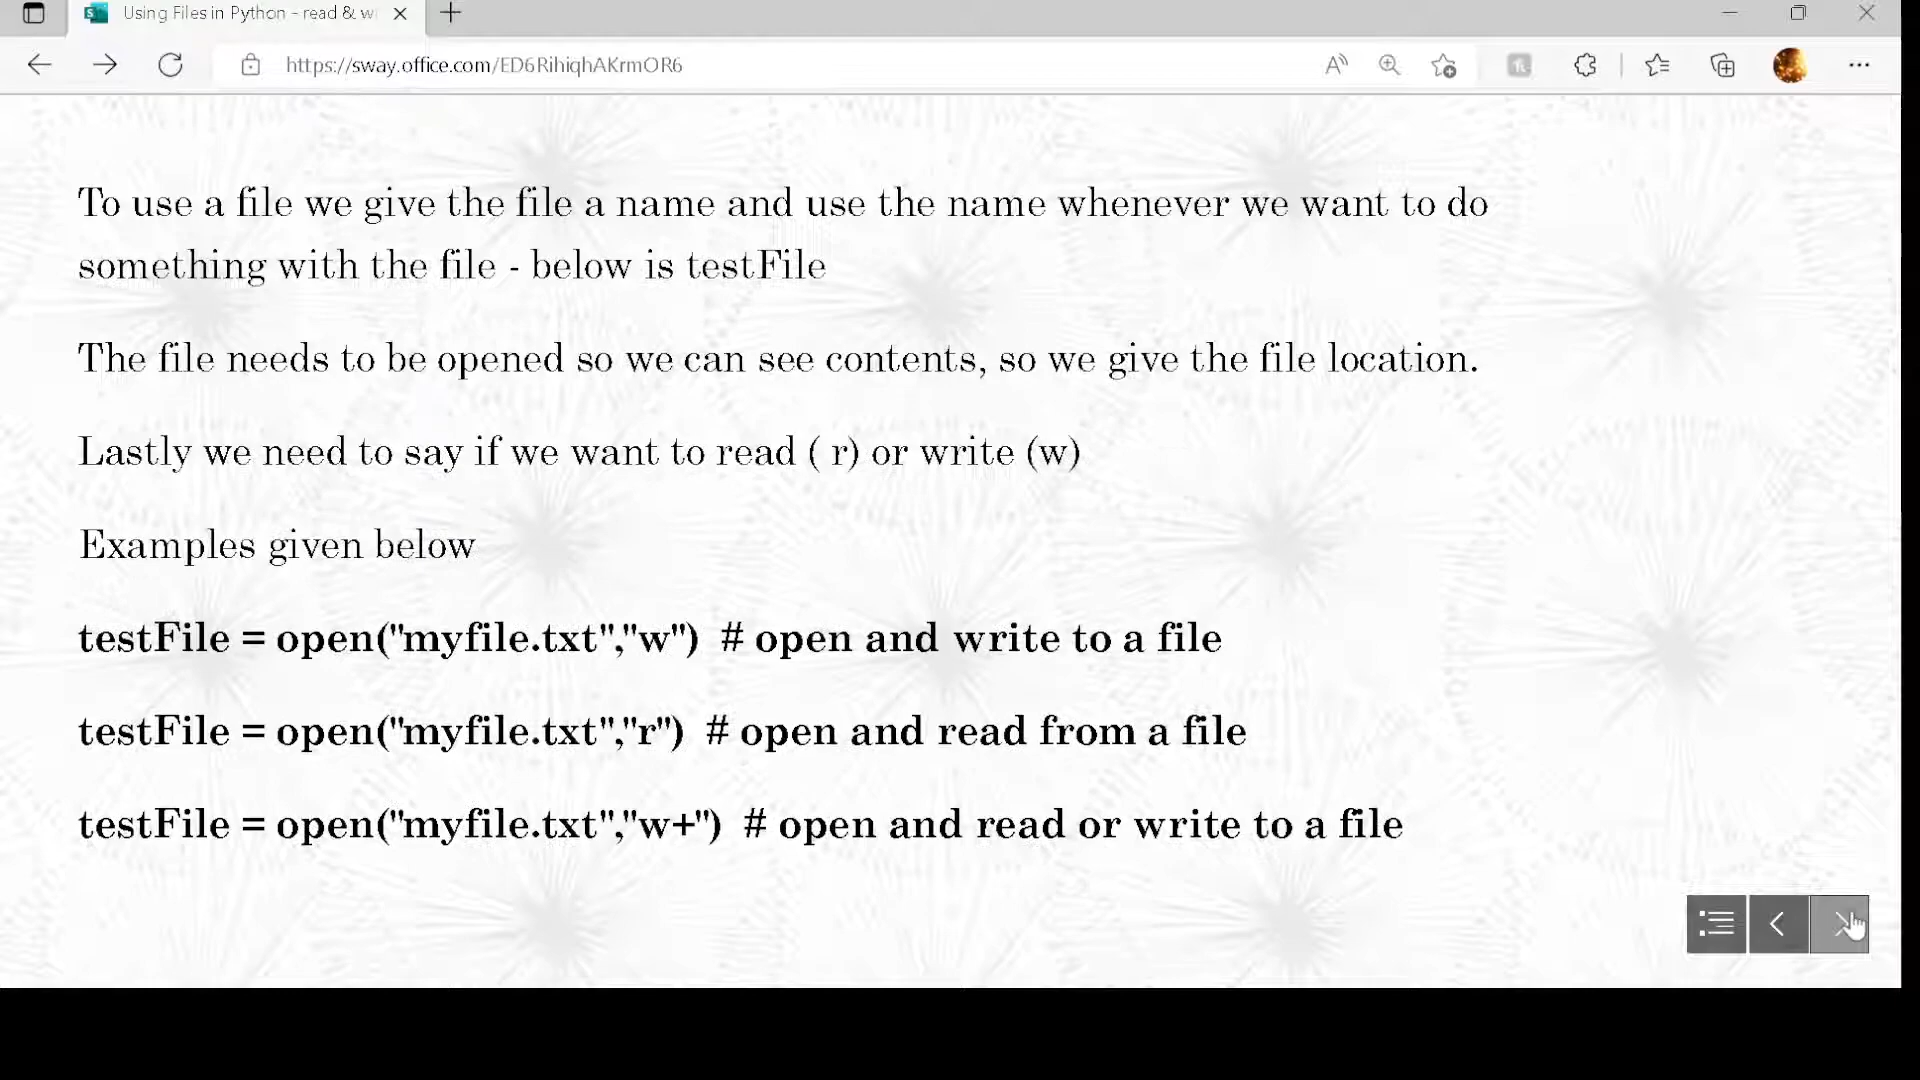 Using Files in Python - read & w
https://sway.office.com/ED6RihiqhAKrmOR6
To use a file we give the file a name and use the name whenever we want to do
something with the file - below is testFile
The file needs to be opened so we can see contents, so we give the file location.
Lastly we need to say if we want to read ( r) or write (w)
Examples given below
testFile = open("myfile.txt","w")  # open and write to a file
testFile = open("myfile.txt","r")  # open and read from a file
testFile = open("myfile.txt","w+")  # open and read or write to a file